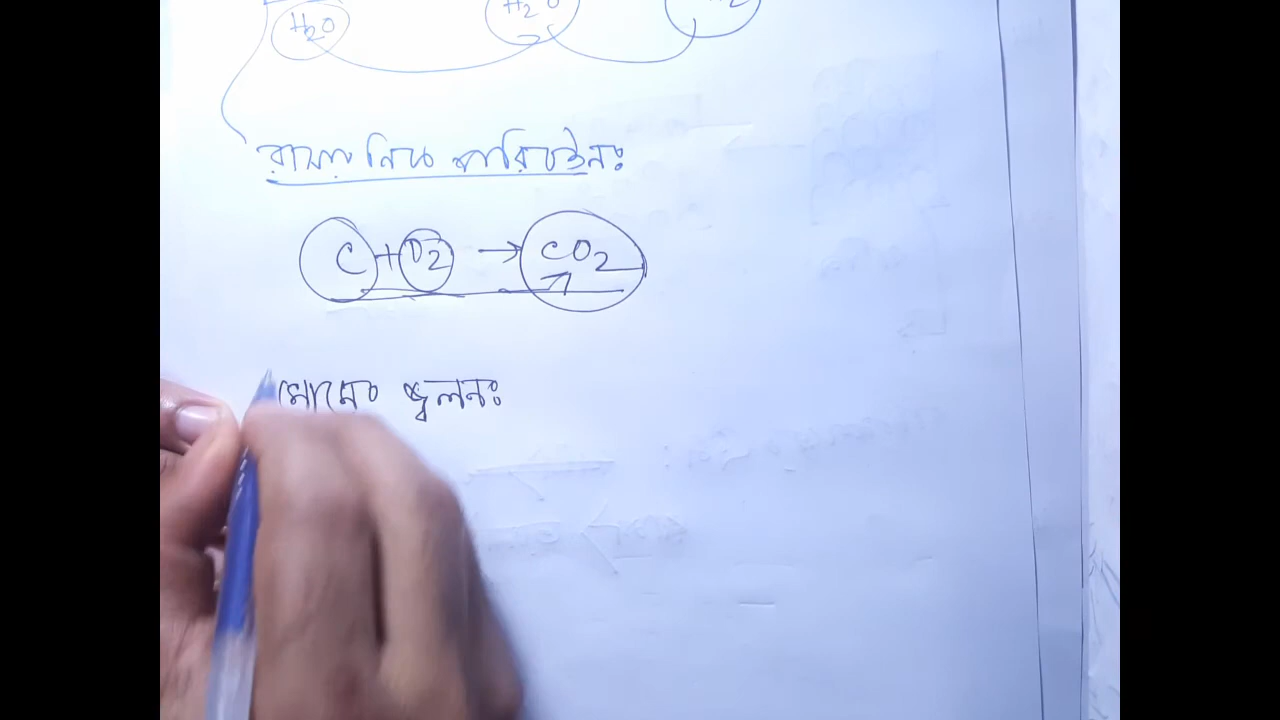 H₂O H₂O
রাসায়নিক পরিবর্তনঃ
C + O₂ → CO₂
মোমের জ্বলনঃ